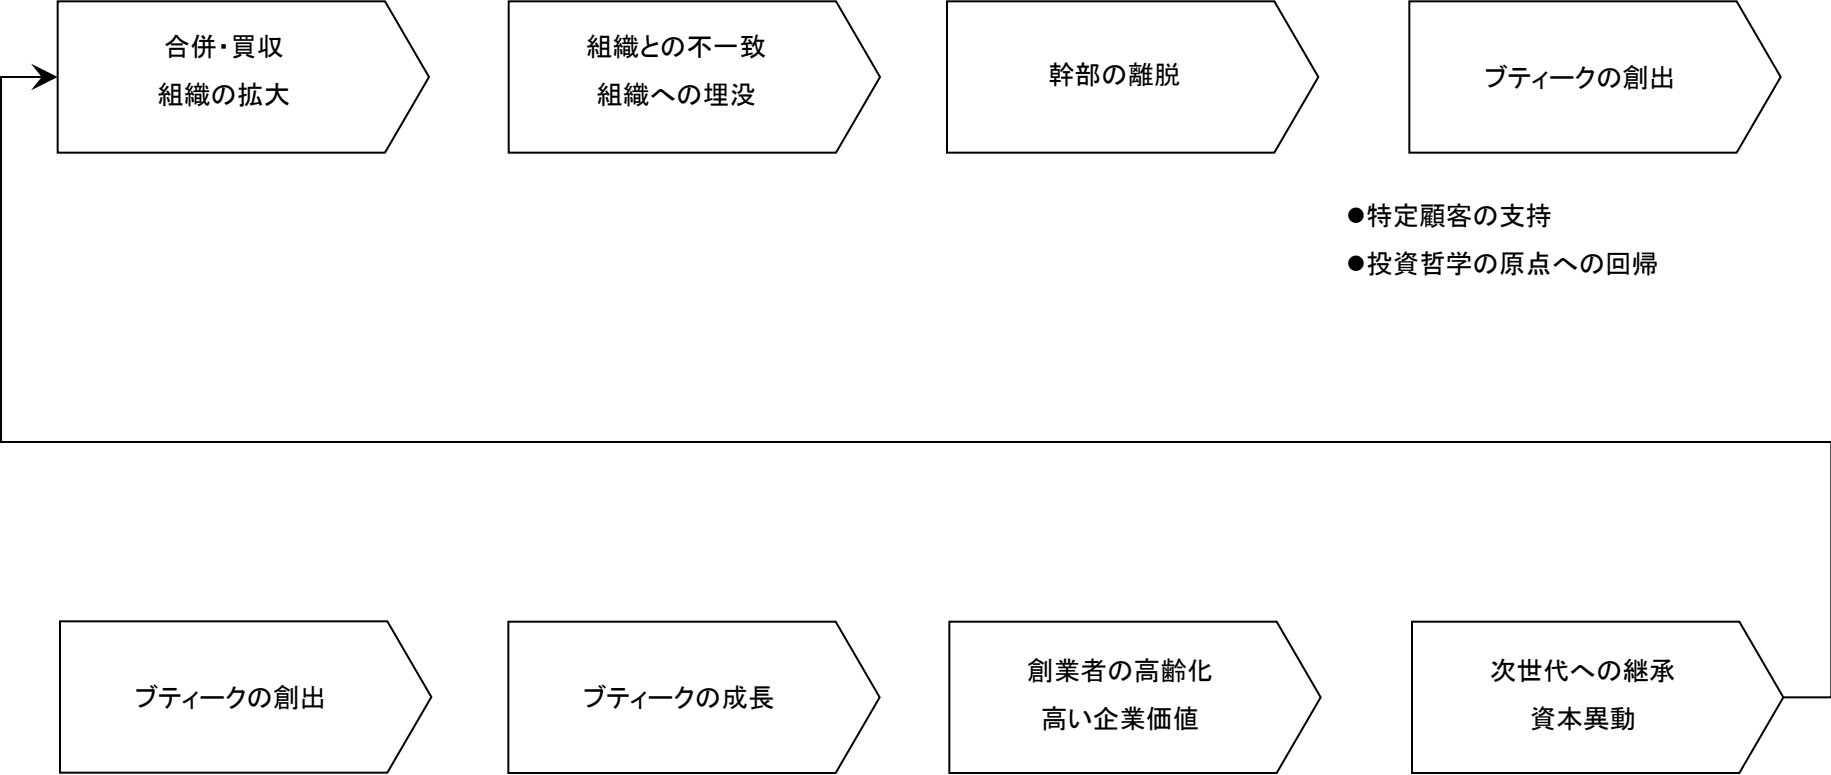 合併・買収
組織の拡大
組織との不一致
組織への埋没
幹部の離脱
ブティークの創出
●特定顧客の支持
●投資哲学の原点への回帰
ブティークの創出
ブティークの成長
創業者の高齢化
高い企業価値
次世代への継承
資本異動